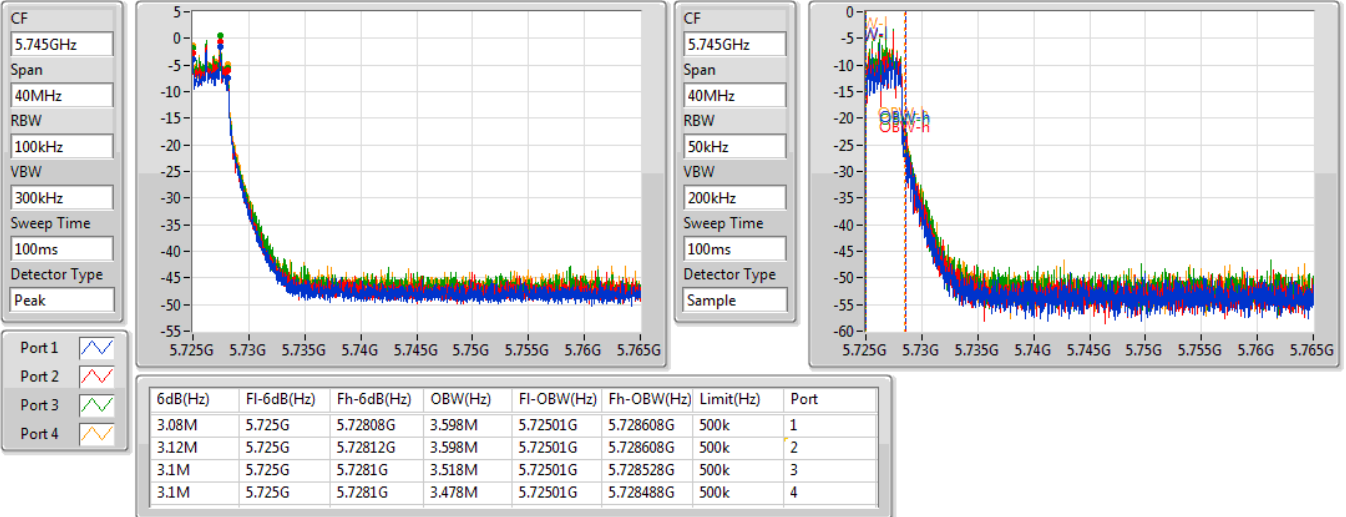 CF
5.745GHz
Span
40MHz
RBW
100kHz
VBW
300kHz
Sweep Time
100ms
Detector Type
Peak
5
0
-5
-10
-15
-20
-25
-30
-35
-40
-45
-50
-55
5.725G 5.73G 5.735G 5.74G 5.745G 5.75G 5.755G 5.76G 5.765G
CF
5.745GHz
Span
40MHz
RBW
50kHz
VBW
200kHz
Sweep Time
100ms
Detector Type
Sample
0
-5
-10
-15
-20
-25
-30
-35
-40
-45
-50
-55
-60
OBW-h
OBW-h
5.725G 5.73G 5.735G 5.74G 5.745G 5.75G 5.755G 5.76G 5.765G
Port 1
Port 2
Port 3
Port 4
6dB(Hz) Fl-6dB(Hz) Fh-6dB(Hz) OBW(Hz) Fl-OBW(Hz) Fh-OBW(Hz) Limit(Hz) Port
3.08M 5.725G 5.72808G 3.598M 5.72501G 5.728608G 500k 1
3.12M 5.725G 5.72812G 3.598M 5.72501G 5.728608G 500k 2
3.1M 5.725G 5.7281G 3.518M 5.72501G 5.728528G 500k 3
3.1M 5.725G 5.7281G 3.478M 5.72501G 5.728488G 500k 4